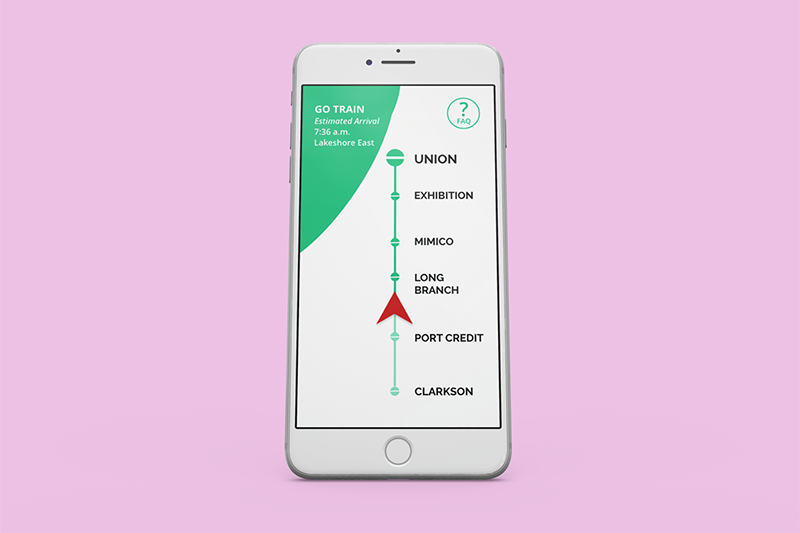 GO TRAIN
Estimated Arrival
7:36 a.m.
Lakeshore East
?
FAQ
UNION
EXHIBITION
MIMICO
LONG
BRANCH
PORT CREDIT
CLARKSON